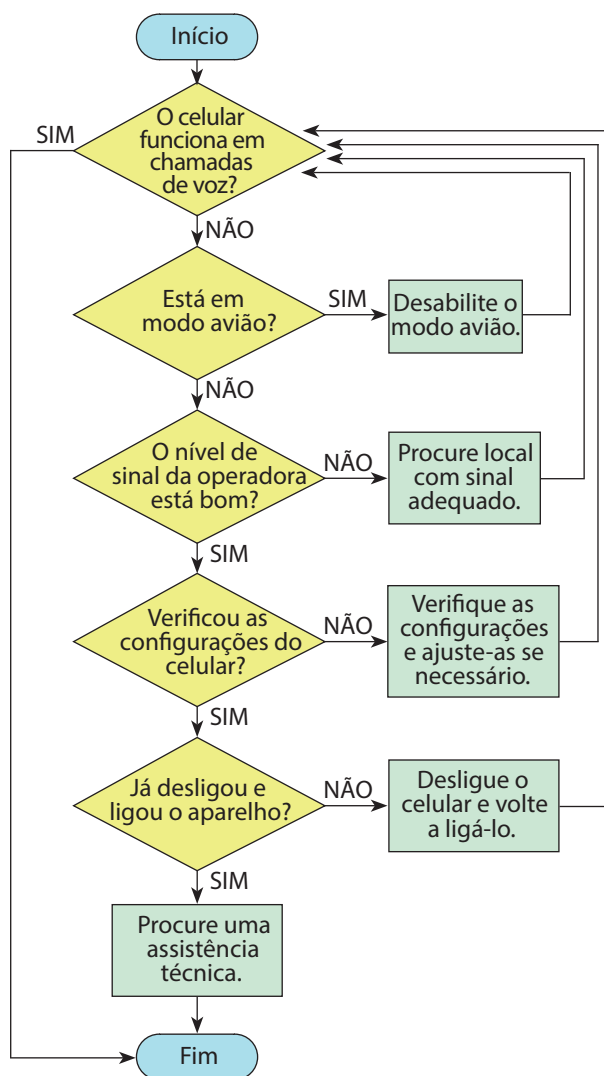 Início
O celular
funciona em
chamadas
de voz?
SIM
NÃO
Está em
modo avião?
SIM
Desabilite o
modo avião.
NÃO
O nível de
sinal da operadora
está bom?
NÃO
Procure local
com sinal
adequado.
SIM
Verificou as
configurações do
celular?
NÃO
Verifique as
configurações
e ajuste-as se
necessário.
SIM
Já desligou e
ligou o aparelho?
NÃO
Desligue o
celular e volte
a ligá-lo.
SIM
Procure uma
assistência
técnica.
Fim